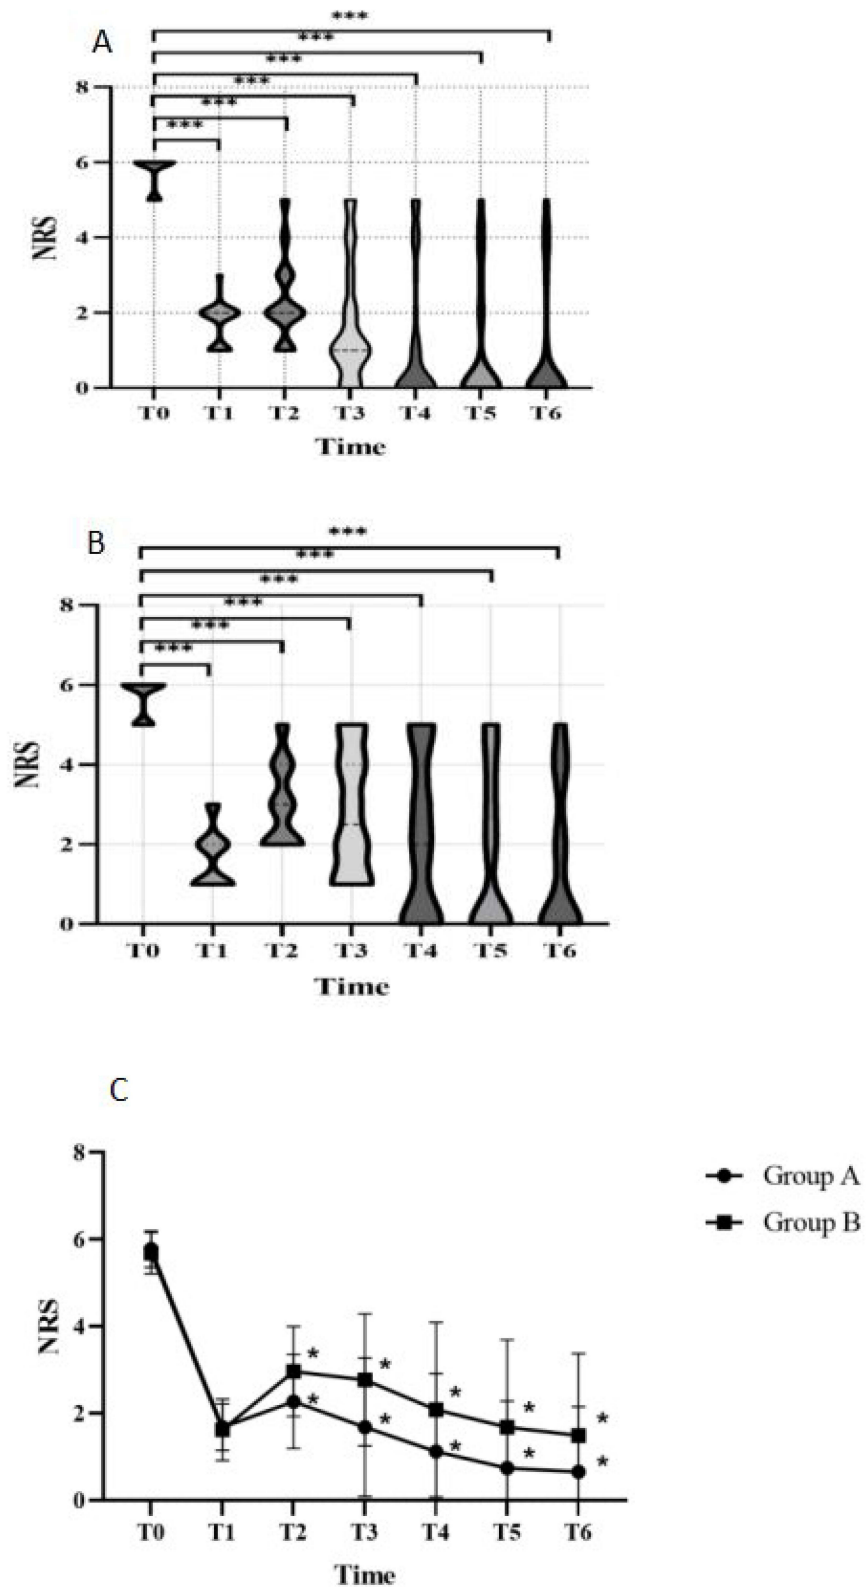 A
***
***
***
***
***
***
8
6
4
2
0
NRS
T0 T1 T2 T3 T4 T5 T6
Time
B
***
***
***
***
***
***
8
6
4
2
0
NRS
T0 T1 T2 T3 T4 T5 T6
Time
C
8
6
4
2
0
NRS
* * * * *
* * * * *
T0 T1 T2 T3 T4 T5 T6
Time
Group A
Group B